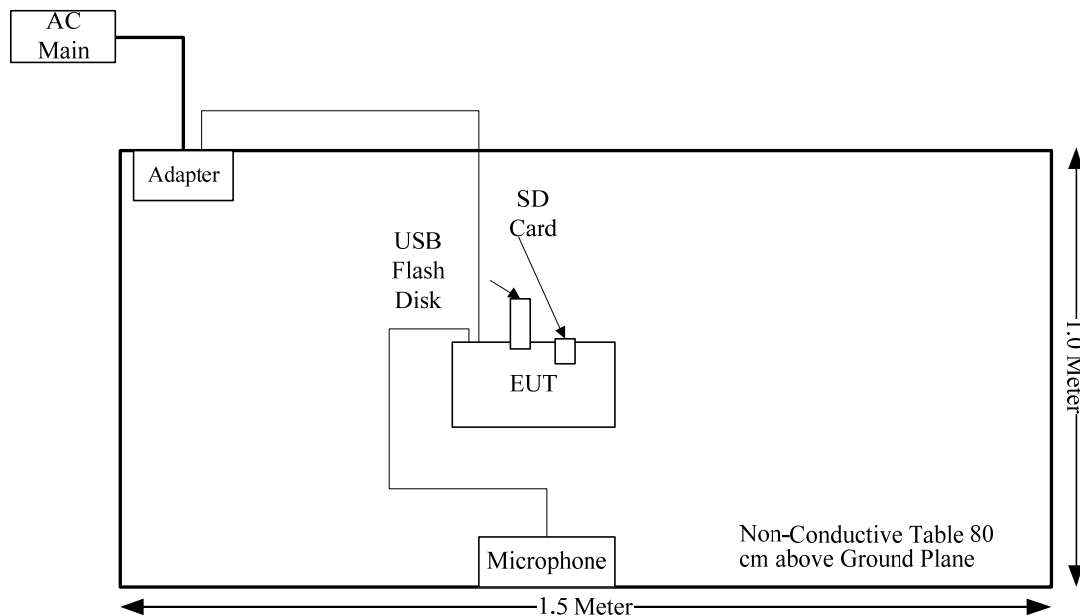 AC
Main
Adapter
SD
Card
USB
Flash
Disk
EUT
1.0 Meter
Non-Conductive Table 80
cm above Ground Plane
Microphone
1.5 Meter